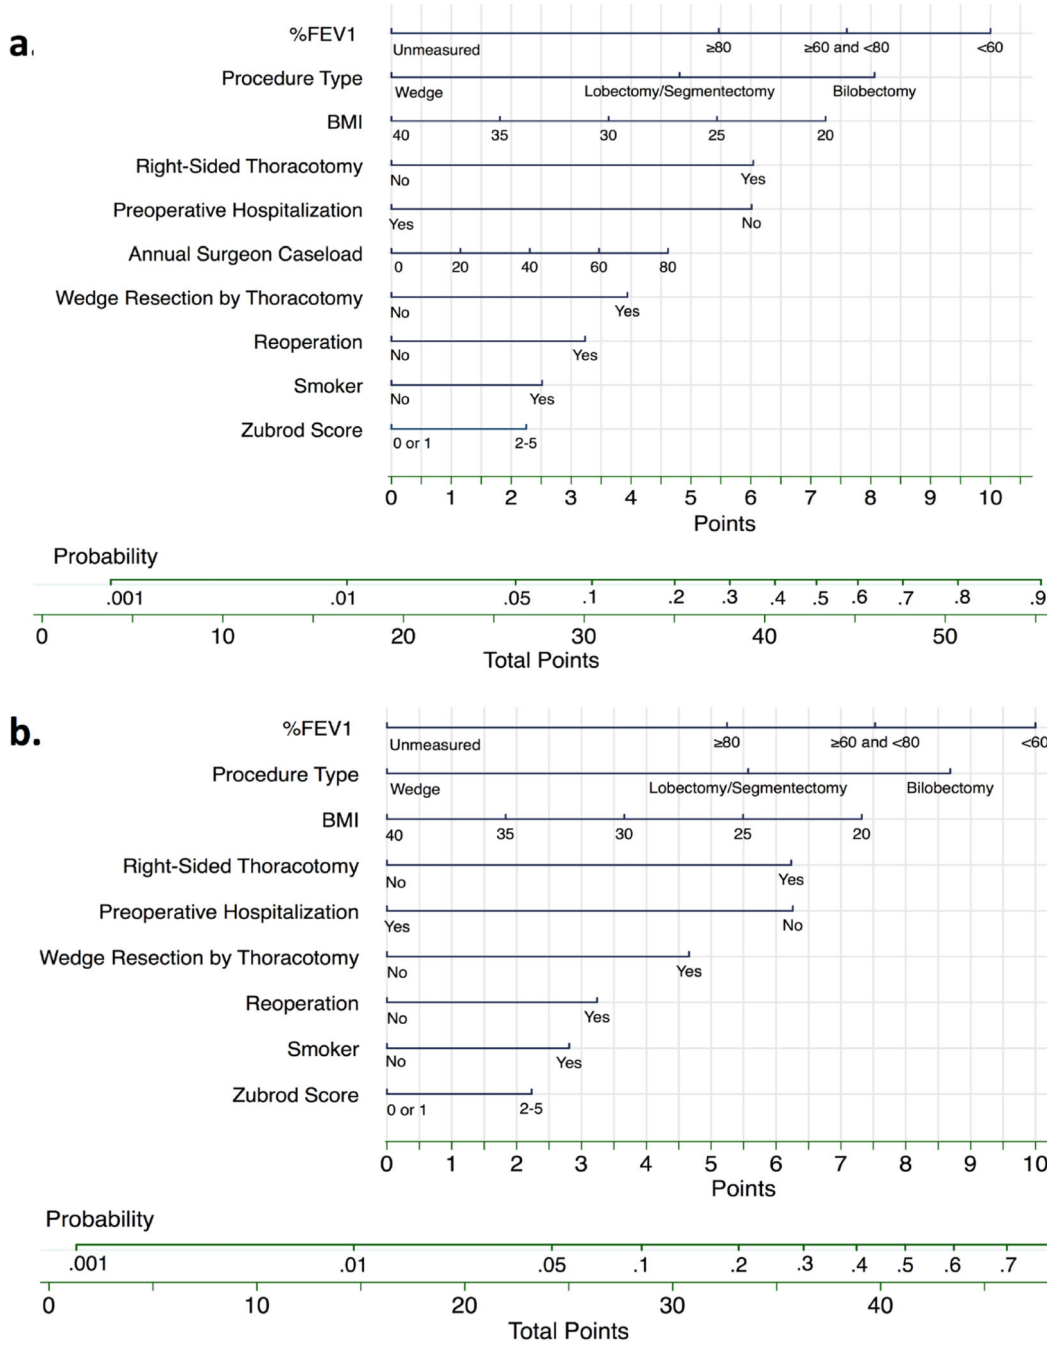 a.
%FEV1
Unmeasured ≥80 ≥60 and <80 <60
Procedure Type
Wedge Lobectomy/Segmentectomy Bilobectomy
BMI
40 35 30 25 20
Right-Sided Thoracotomy
No Yes
Preoperative Hospitalization
Yes No
Annual Surgeon Caseload
0 20 40 60 80
Wedge Resection by Thoracotomy
No Yes
Reoperation
No Yes
Smoker
No Yes
Zubrod Score
0 or 1 2-5
0 1 2 3 4 5 6 7 8 9 10
Points
Probability
.001 .01 .05 .1 .2 .3 .4 .5 .6 .7 .8 .9
0 10 20 30 40 50
Total Points
b.
%FEV1
Unmeasured ≥80 ≥60 and <80 <60
Procedure Type
Wedge Lobectomy/Segmentectomy Bilobectomy
BMI
40 35 30 25 20
Right-Sided Thoracotomy
No Yes
Preoperative Hospitalization
Yes No
Wedge Resection by Thoracotomy
No Yes
Reoperation
No Yes
Smoker
No Yes
Zubrod Score
0 or 1 2-5
0 1 2 3 4 5 6 7 8 9 10
Points
Probability
.001 .01 .05 .1 .2 .3 .4 .5 .6 .7
0 10 20 30 40
Total Points